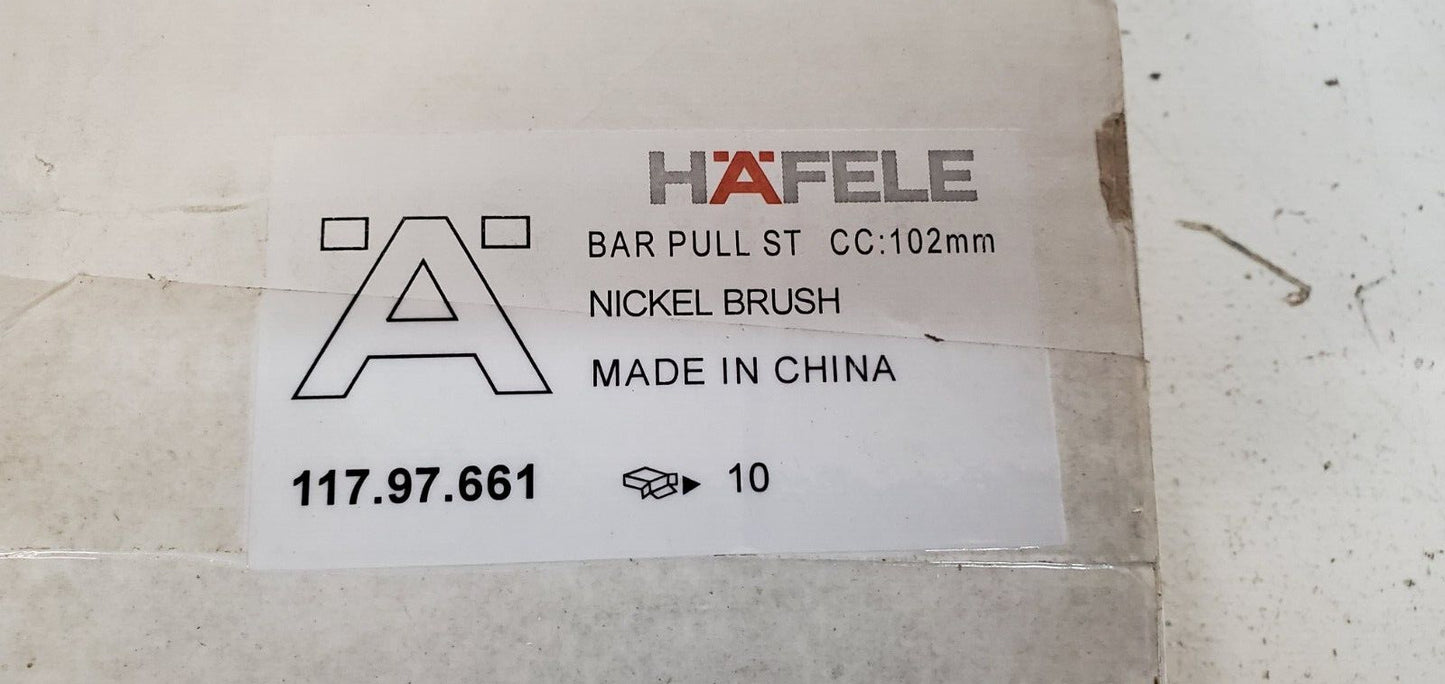 HÄFELE
Ä
BAR PULL ST CC:102mm
NICKEL BRUSH
MADE IN CHINA
117.97.661
10